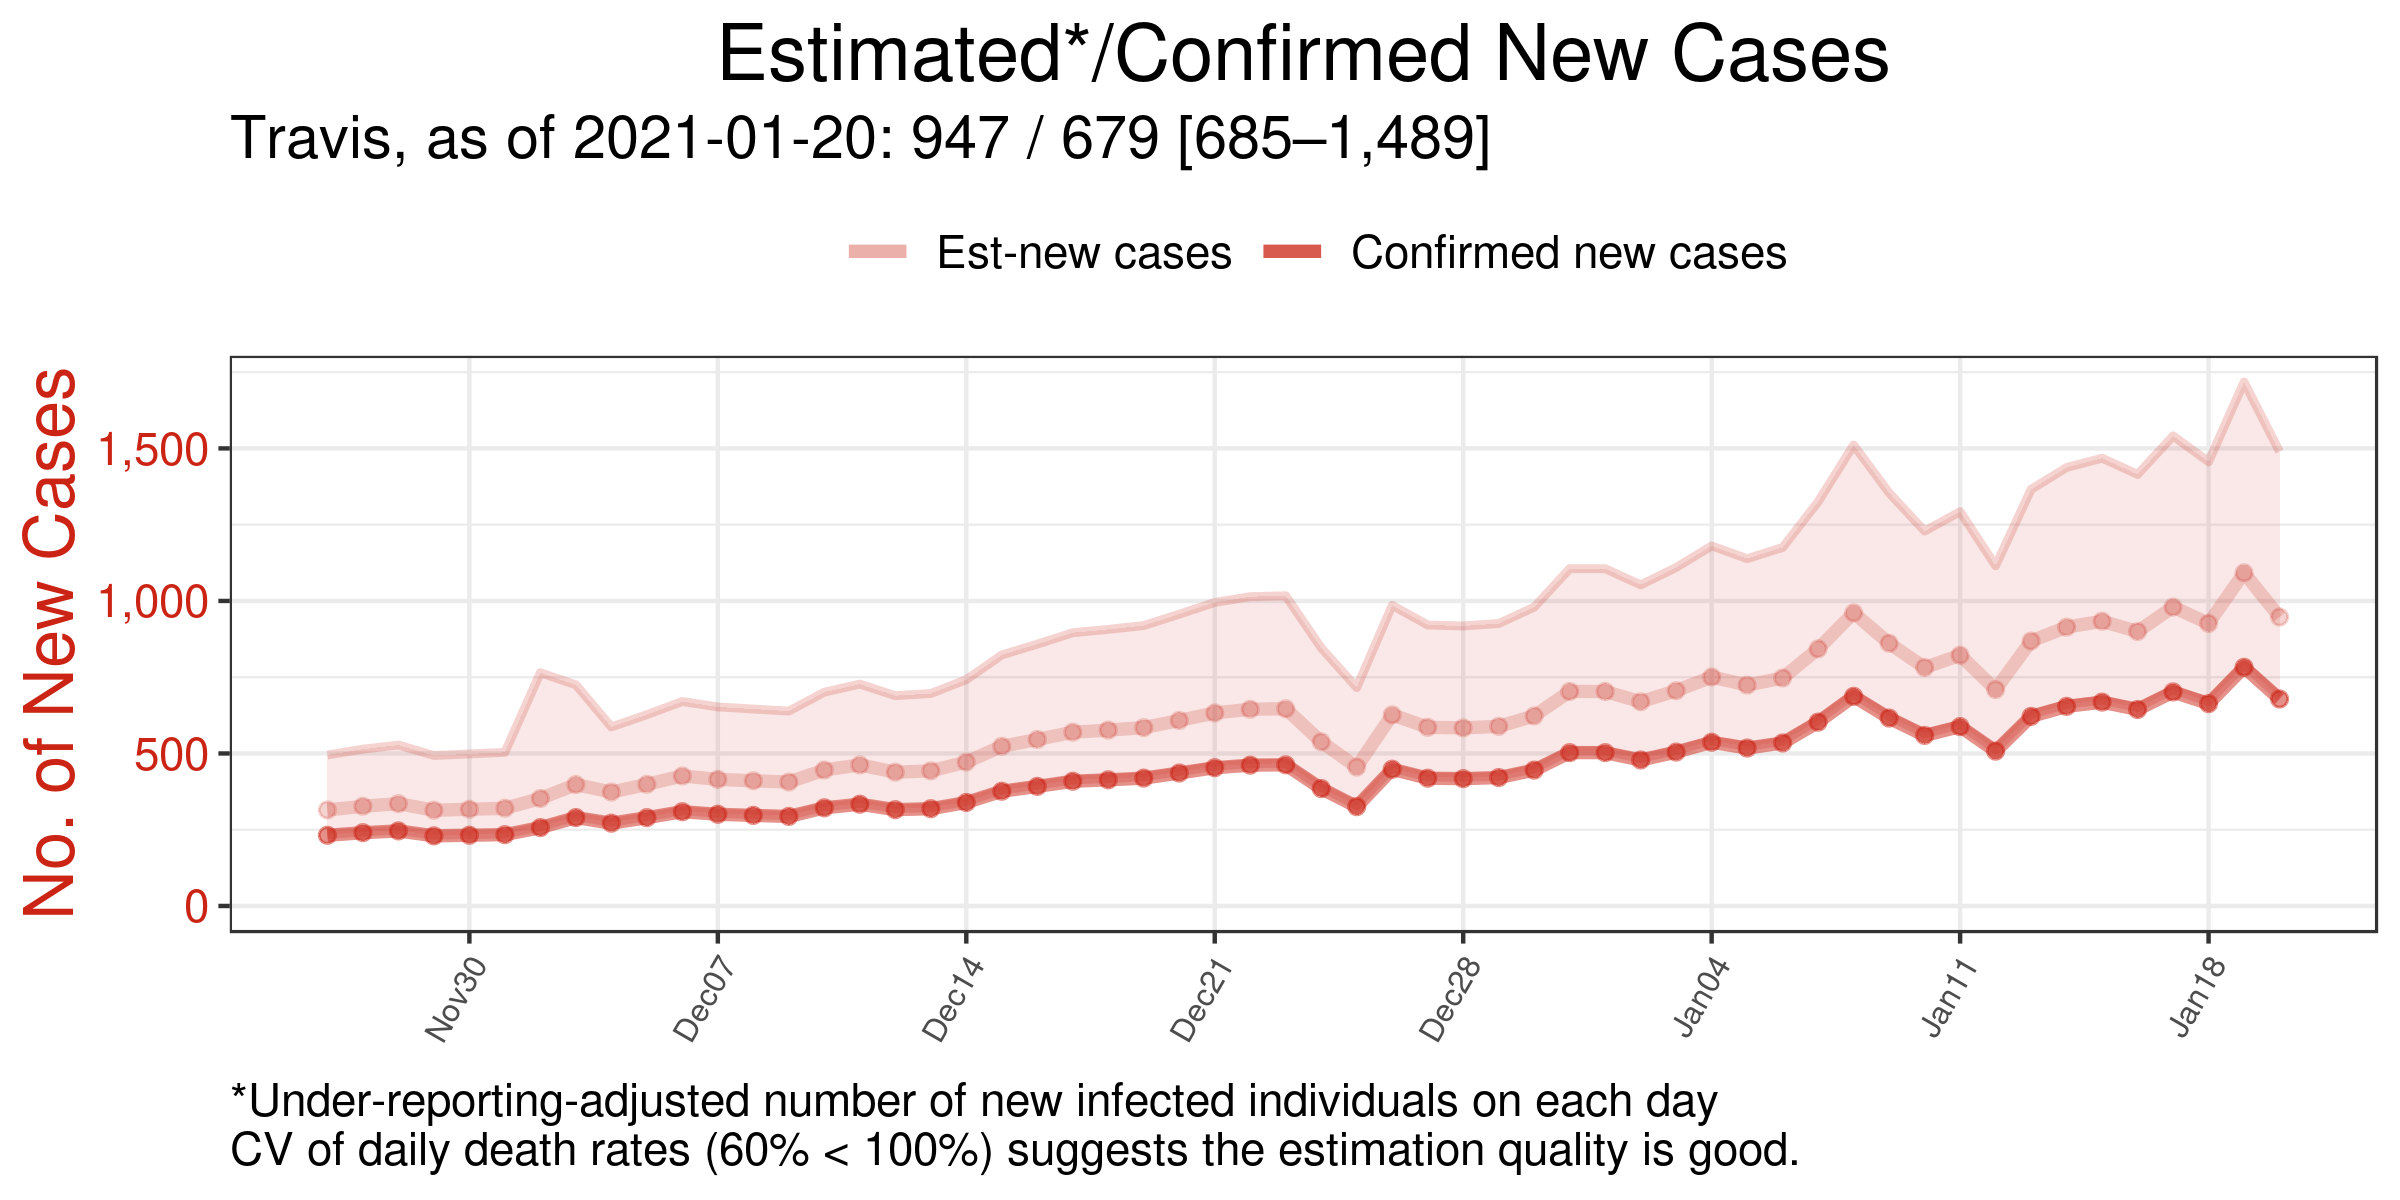 Estimated*/Confirmed New Cases
Travis, as of 2021-01-20: 947 / 679 [685–1,489]
Est-new cases
Confirmed new cases
No. of New Cases
1,500
1,000
500
0
Nov30
Dec07
Dec14
Dec21
Dec28
Jan04
Jan11
Jan18
*Under-reporting-adjusted number of new infected individuals on each day
CV of daily death rates (60% < 100%) suggests the estimation quality is good.